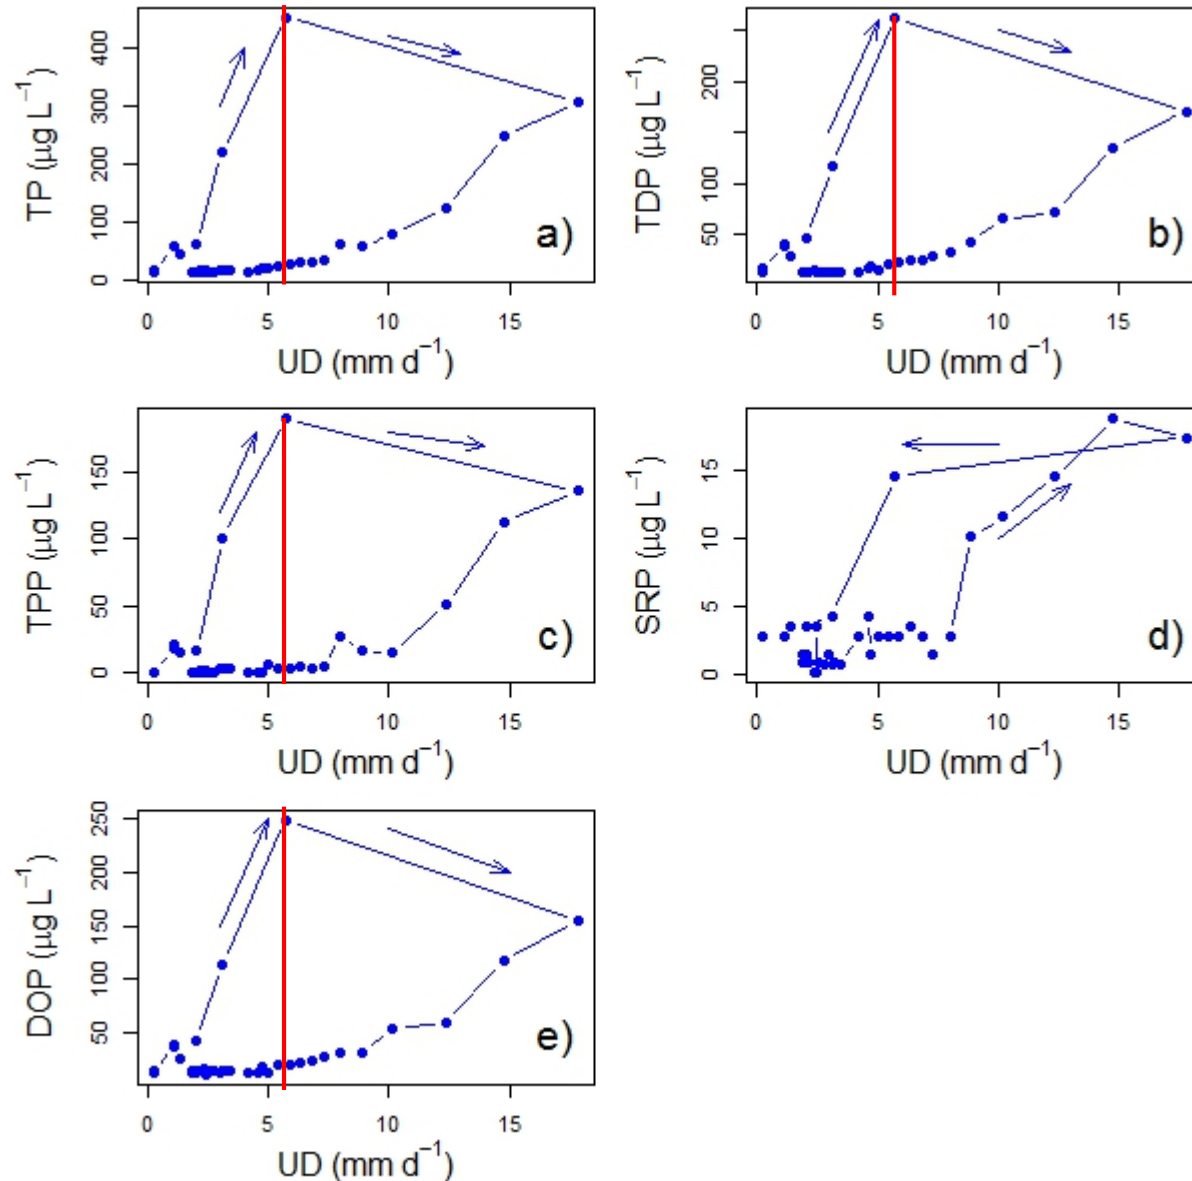 TP (µg L⁻¹)
400
300
200
100
0
a)
0 5 10 15
UD (mm d⁻¹)
TDP (µg L⁻¹)
200
100
50
b)
0 5 10 15
UD (mm d⁻¹)
TPP (µg L⁻¹)
150
100
50
0
c)
0 5 10 15
UD (mm d⁻¹)
SRP (µg L⁻¹)
15
10
5
0
d)
0 5 10 15
UD (mm d⁻¹)
DOP (µg L⁻¹)
250
200
150
100
50
e)
0 5 10 15
UD (mm d⁻¹)